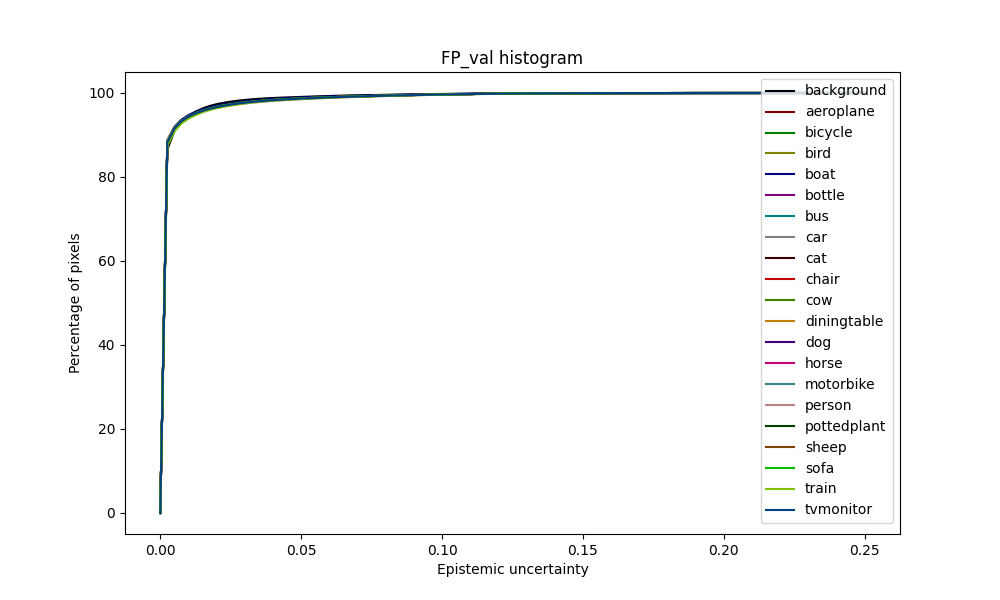 FP_val histogram
100
80
60
40
20
0
Percentage of pixels
0.00 0.05 0.10 0.15 0.20 0.25
Epistemic uncertainty
background
aeroplane
bicycle
bird
boat
bottle
bus
car
cat
chair
cow
diningtable
dog
horse
motorbike
person
pottedplant
sheep
sofa
train
tvmonitor